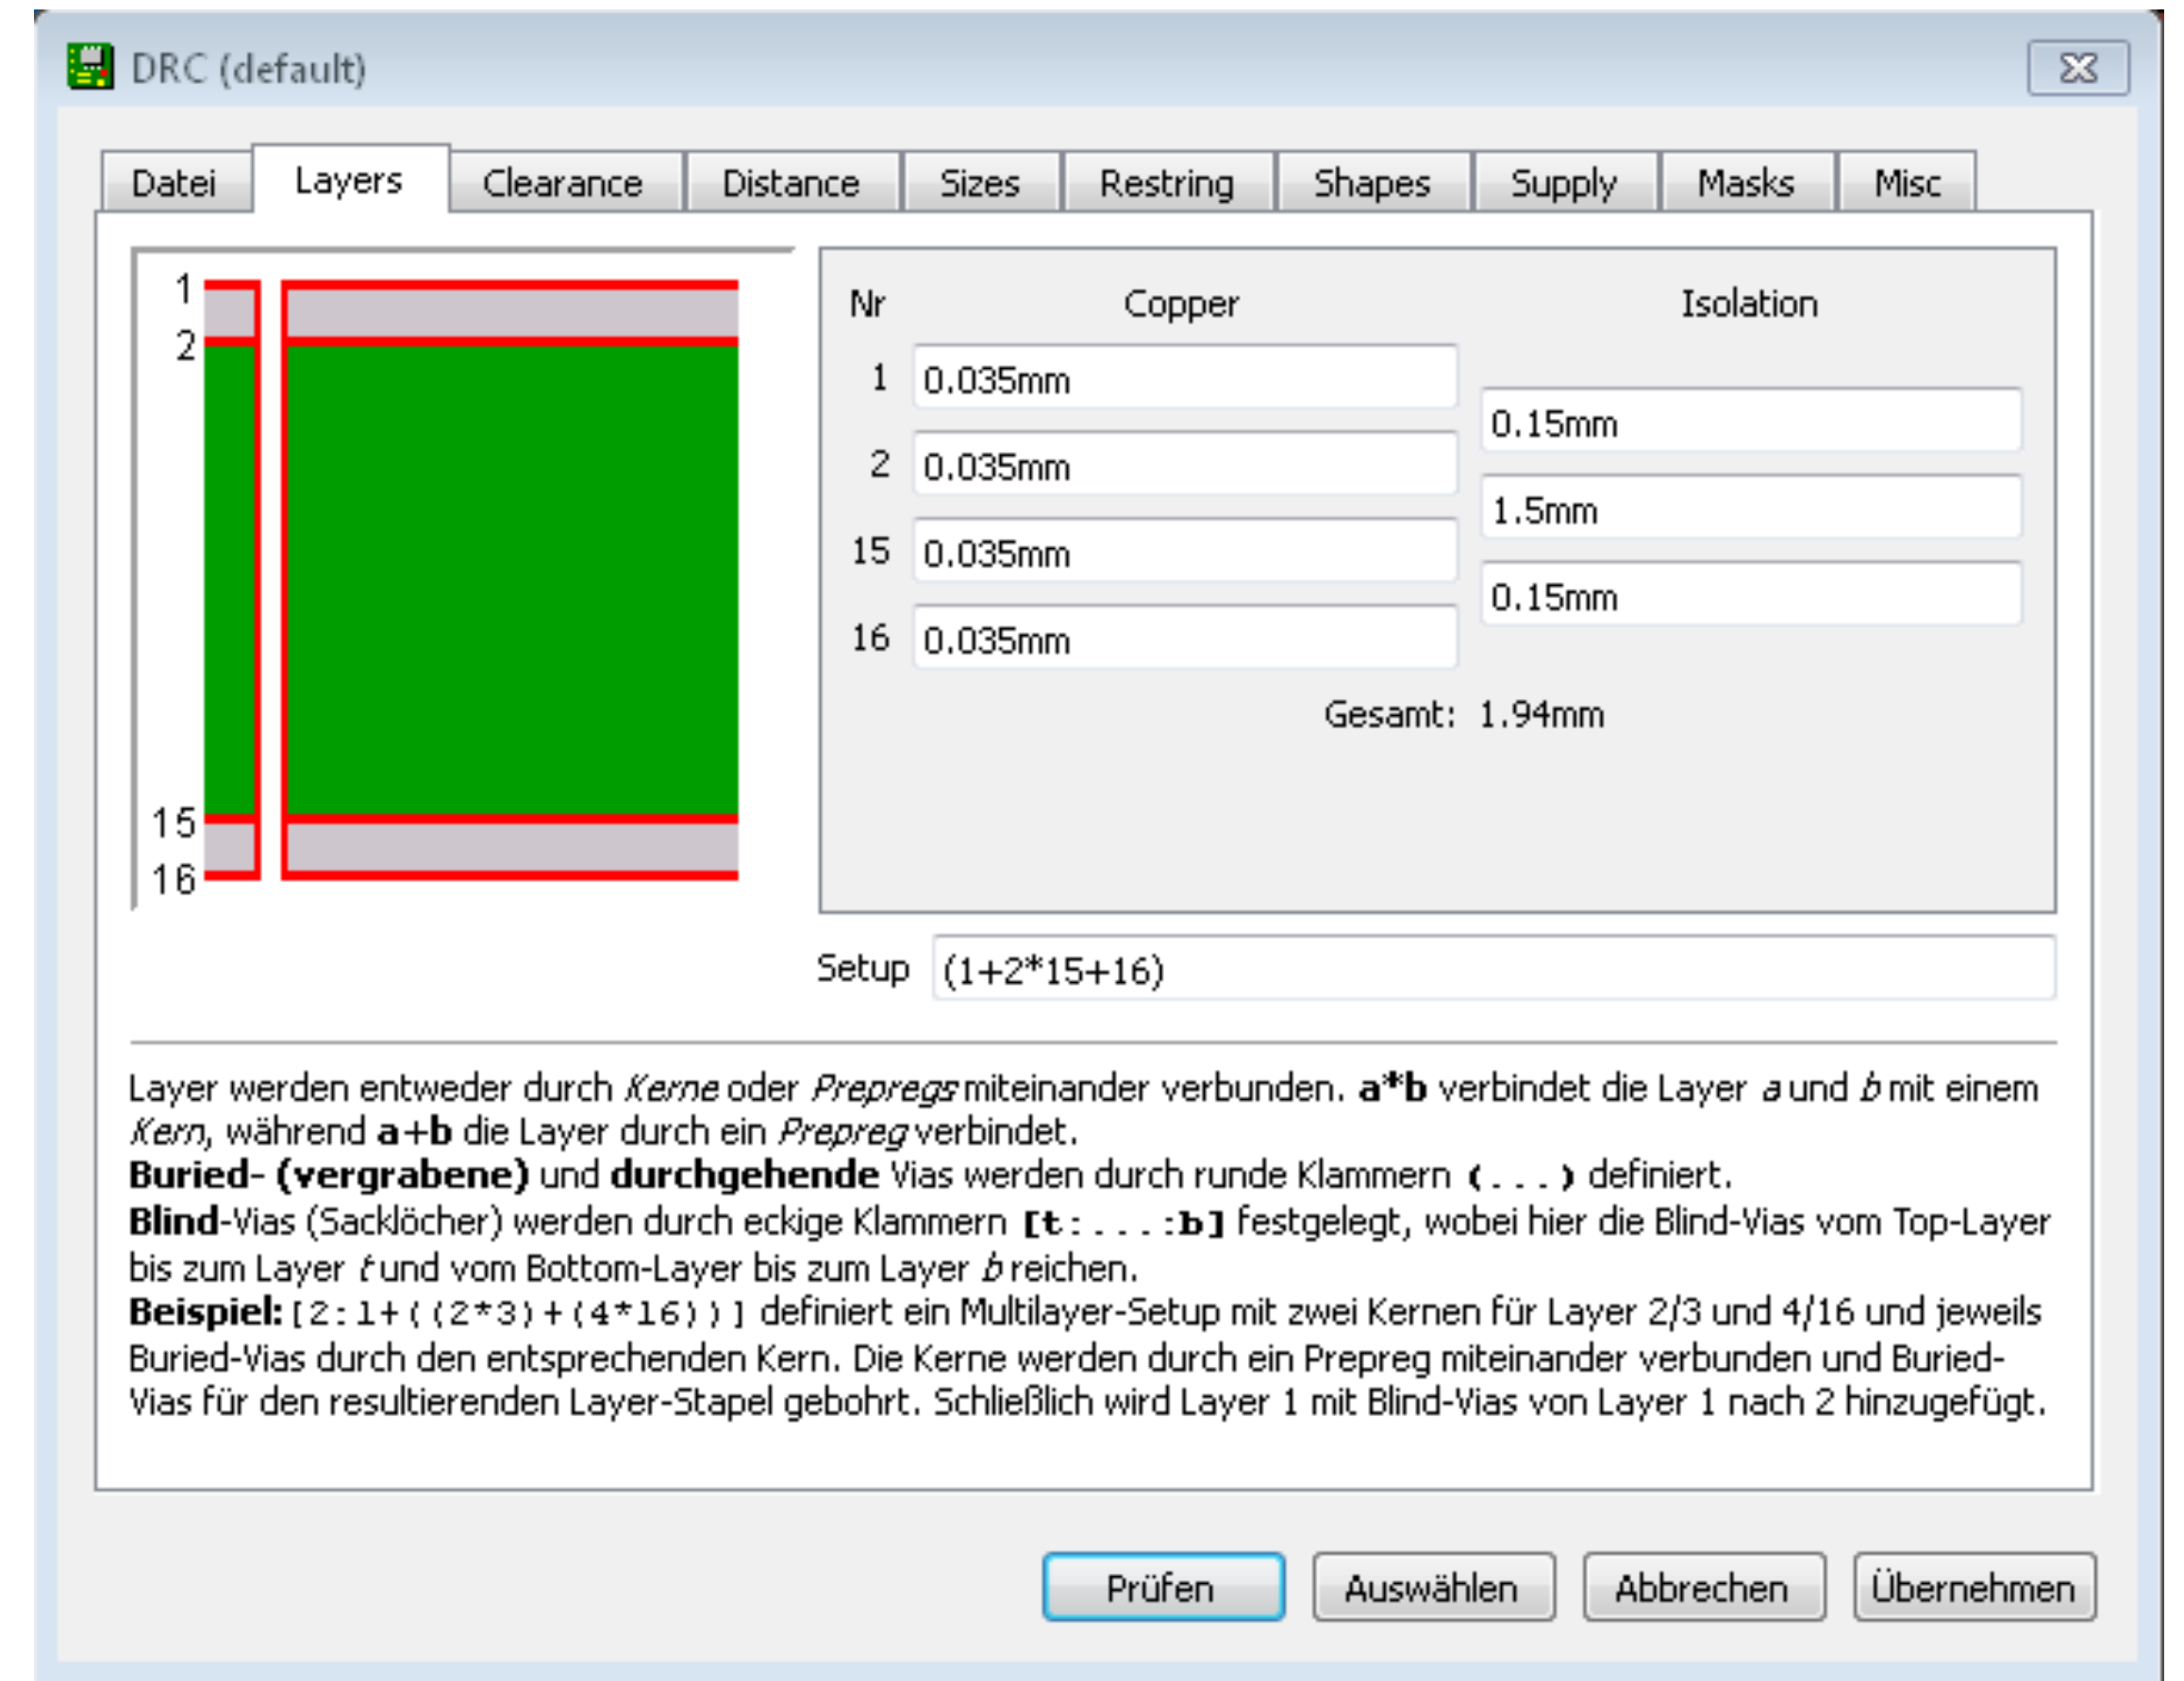 DRC (default)
Datei Layers Clearance Distance Sizes Restring Shapes Supply Masks Misc
1
2
15
16
Nr Copper Isolation
1 0.035mm
0.15mm
2 0.035mm
1.5mm
15 0.035mm
0.15mm
16 0.035mm
Gesamt: 1.94mm
Setup (1+2*15+16)
Layer werden entweder durch Kerne oder Prepregs miteinander verbunden. a*b verbindet die Layer a und b mit einem
Kern, während a+b die Layer durch ein Prepreg verbindet.
Buried- (vergrabene) und durchgehende Vias werden durch runde Klammern (...) definiert.
Blind-Vias (Sacklöcher) werden durch eckige Klammern [t:...:b] festgelegt, wobei hier die Blind-Vias vom Top-Layer
bis zum Layer t und vom Bottom-Layer bis zum Layer b reichen.
Beispiel: [2:1+((2*3)+(4*16))] definiert ein Multilayer-Setup mit zwei Kernen für Layer 2/3 und 4/16 und jeweils
Buried-Vias durch den entsprechenden Kern. Die Kerne werden durch ein Prepreg miteinander verbunden und Buried-
Vias für den resultierenden Layer-Stapel gebohrt. Schließlich wird Layer 1 mit Blind-Vias von Layer 1 nach 2 hinzugefügt.
Prüfen Auswählen Abbrechen Übernehmen